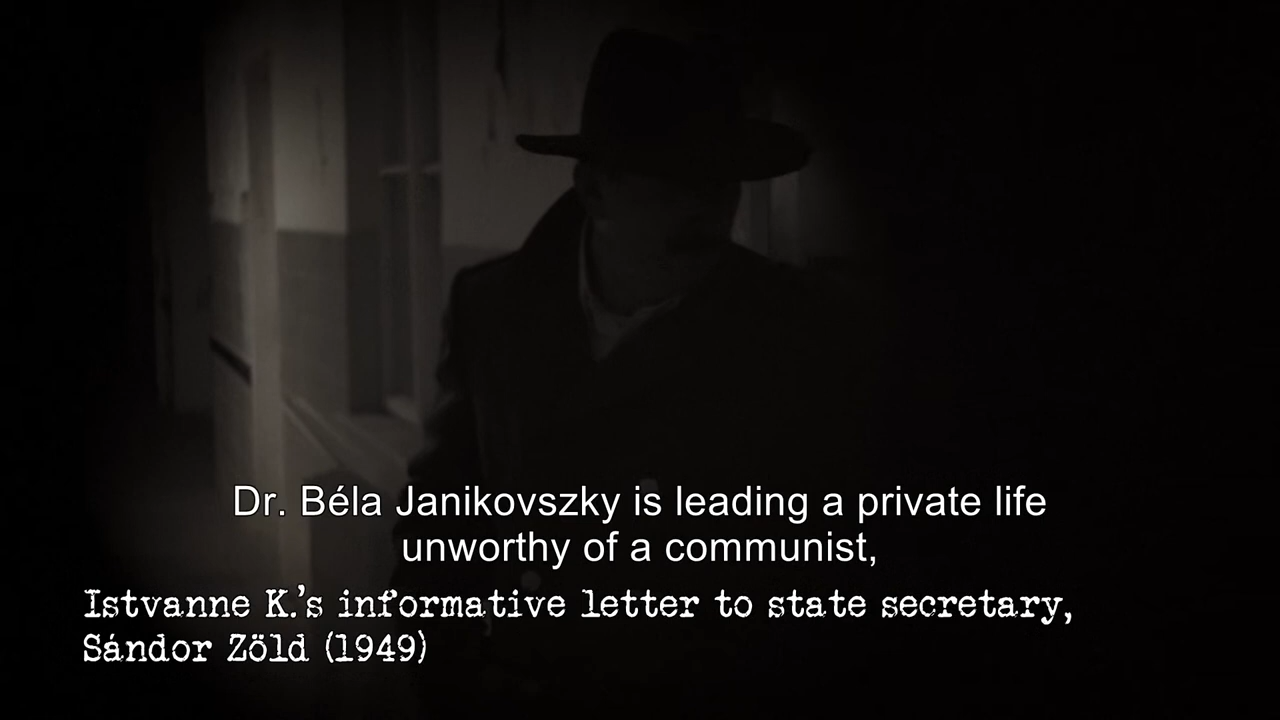 Dr. Béla Janikovszky is leading a private life
unworthy of a communist,
Istvanne K.'s informative letter to state secretary,
Sándor Zöld (1949)